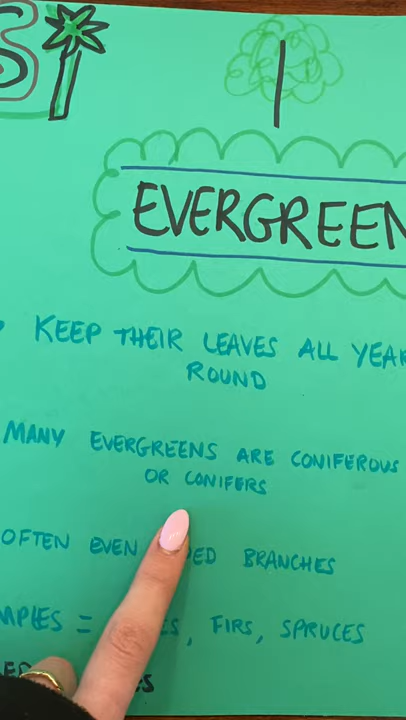 S
EVERGREEN
KEEP THEIR LEAVES ALL YEAR
ROUND
MANY EVERGREENS ARE CONIFEROUS
OR CONIFERS
OFTEN EVEN BRANCHES
= , FIRS, SPRUCES